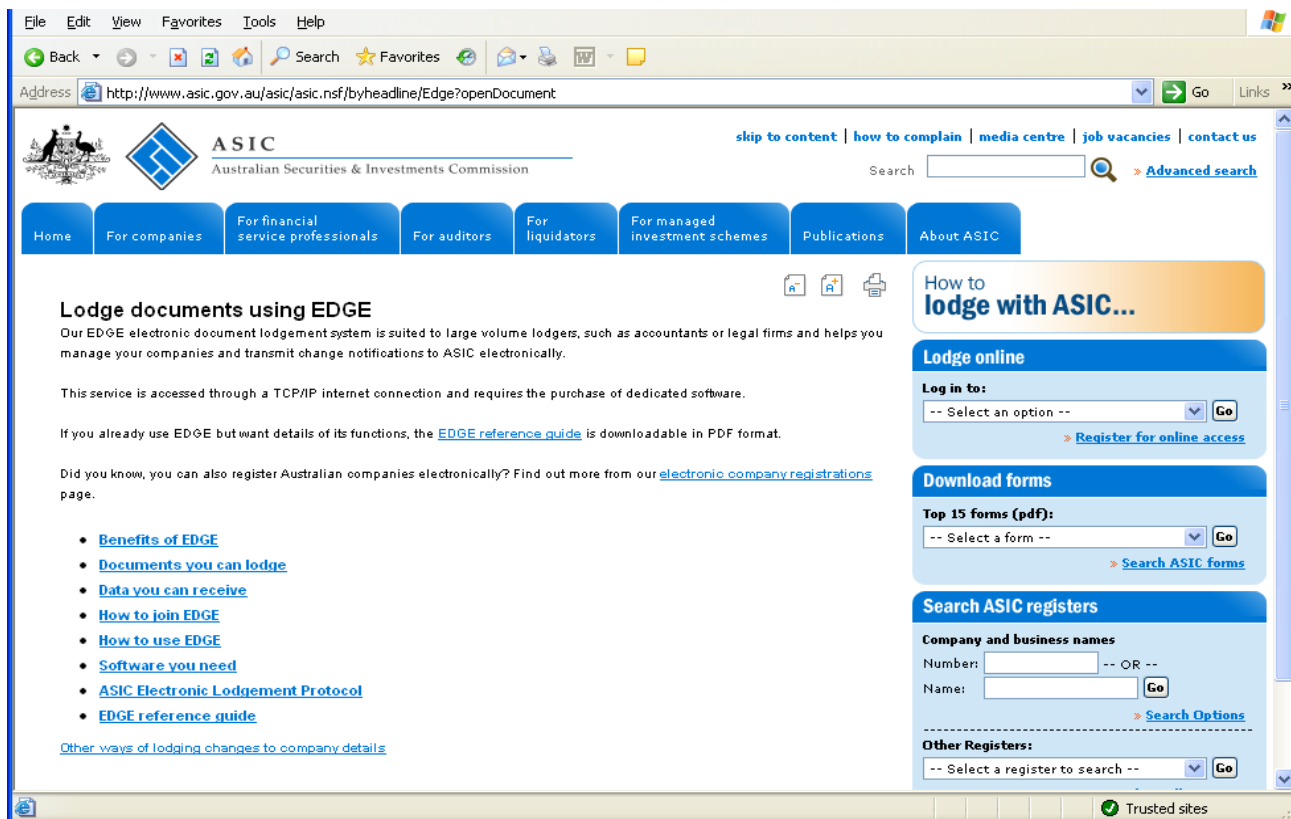 File Edit View Favorites Tools Help
Back Search Favorites
Address http://www.asic.gov.au/asic/asic.nsf/byheadline/Edge?openDocument Go Links »
ASIC
Australian Securities & Investments Commission
skip to content | how to complain | media centre | job vacancies | contact us
Search » Advanced search
Home
For companies
For financial
service professionals
For auditors
For
liquidators
For managed
investment schemes
Publications
About ASIC
A- A+
Lodge documents using EDGE
Our EDGE electronic document lodgement system is suited to large volume lodgers, such as accountants or legal firms and helps you
manage your companies and transmit change notifications to ASIC electronically.
This service is accessed through a TCP/IP internet connection and requires the purchase of dedicated software.
If you already use EDGE but want details of its functions, the EDGE reference guide is downloadable in PDF format.
Did you know, you can also register Australian companies electronically? Find out more from our electronic company registrations
page.
• Benefits of EDGE
• Documents you can lodge
• Data you can receive
• How to join EDGE
• How to use EDGE
• Software you need
• ASIC Electronic Lodgement Protocol
• EDGE reference guide
Other ways of lodging changes to company details
How to
lodge with ASIC...
Lodge online
Log in to:
-- Select an option -- Go
» Register for online access
Download forms
Top 15 forms (pdf):
-- Select a form -- Go
» Search ASIC forms
Search ASIC registers
Company and business names
Number: -- OR --
Name: Go
» Search Options
Other Registers:
-- Select a register to search -- Go
Trusted sites